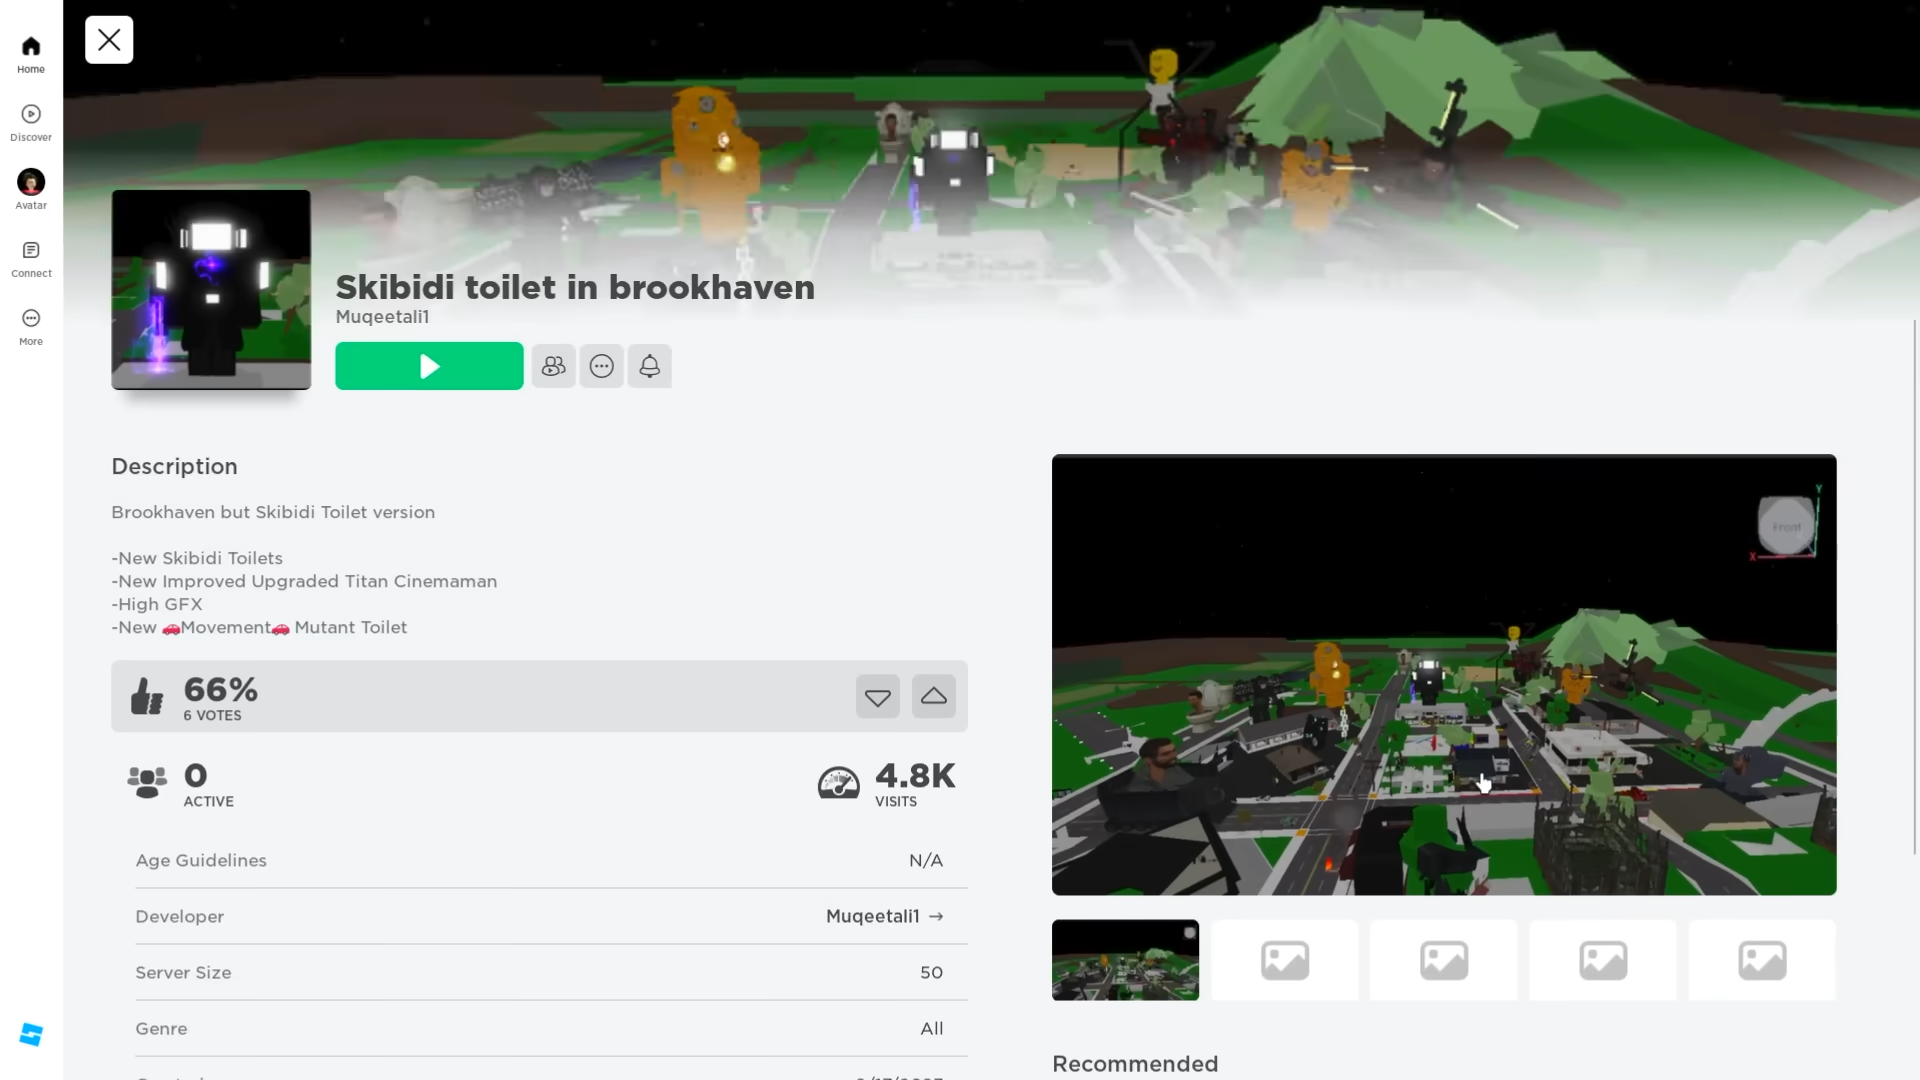 Home
Discover
Avatar
Connect
More
Skibidi toilet in brookhaven
Muqeetali1
Description
Brookhaven but Skibidi Toilet version
-New Skibidi Toilets
-New Improved Upgraded Titan Cinemaman
-High GFX
-New 🚗Movement🚗 Mutant Toilet
66%
6 VOTES
0
ACTIVE
4.8K
VISITS
Age Guidelines
N/A
Developer
Muqeetali1 →
Server Size
50
Genre
All
Front
Y
X
Recommended